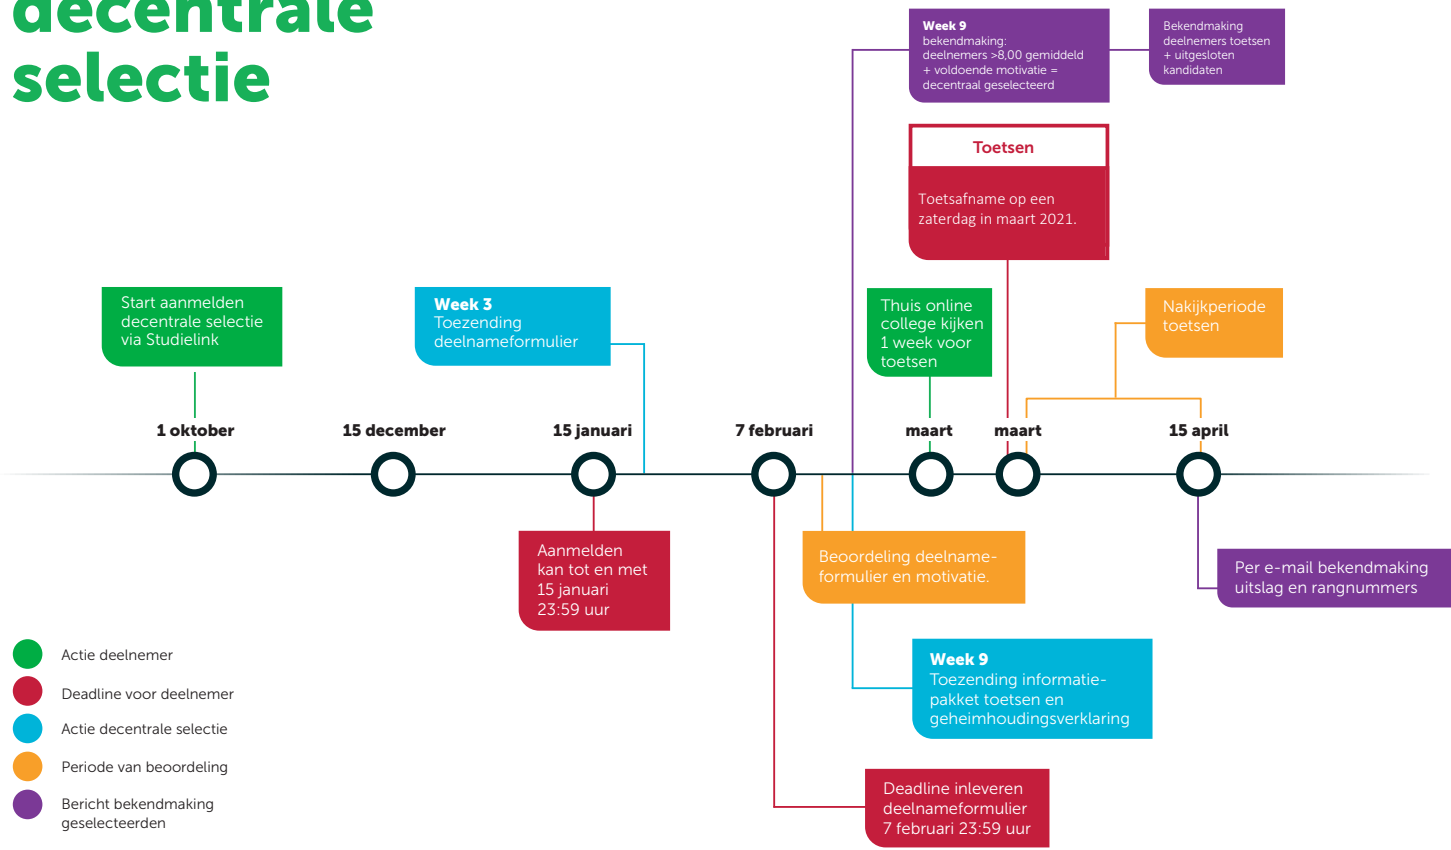 decentrale
selectie
Week 9
bekendmaking:
deelnemers >8,00 gemiddeld
+ voldoende motivatie =
decentraal geselecteerd
Bekendmaking
deelnemers toetsen
+ uitgesloten
kandidaten
Toetsen
Toetsafname op een
zaterdag in maart 2021.
Start aanmelden
decentrale selectie
via Studielink
Week 3
Toezending
deelnameformulier
Thuis online
college kijken
1 week voor
toetsen
Nakijkperiode
toetsen
1 oktober
15 december
15 januari
7 februari
maart
maart
15 april
Aanmelden
kan tot en met
15 januari
23:59 uur
Beoordeling deelname-
formulier en motivatie.
Per e-mail bekendmaking
uitslag en rangnummers
Week 9
Toezending informatie-
pakket toetsen en
geheimhoudingsverklaring
Deadline inleveren
deelnameformulier
7 februari 23:59 uur
Actie deelnemer
Deadline voor deelnemer
Actie decentrale selectie
Periode van beoordeling
Bericht bekendmaking
geselecteerden